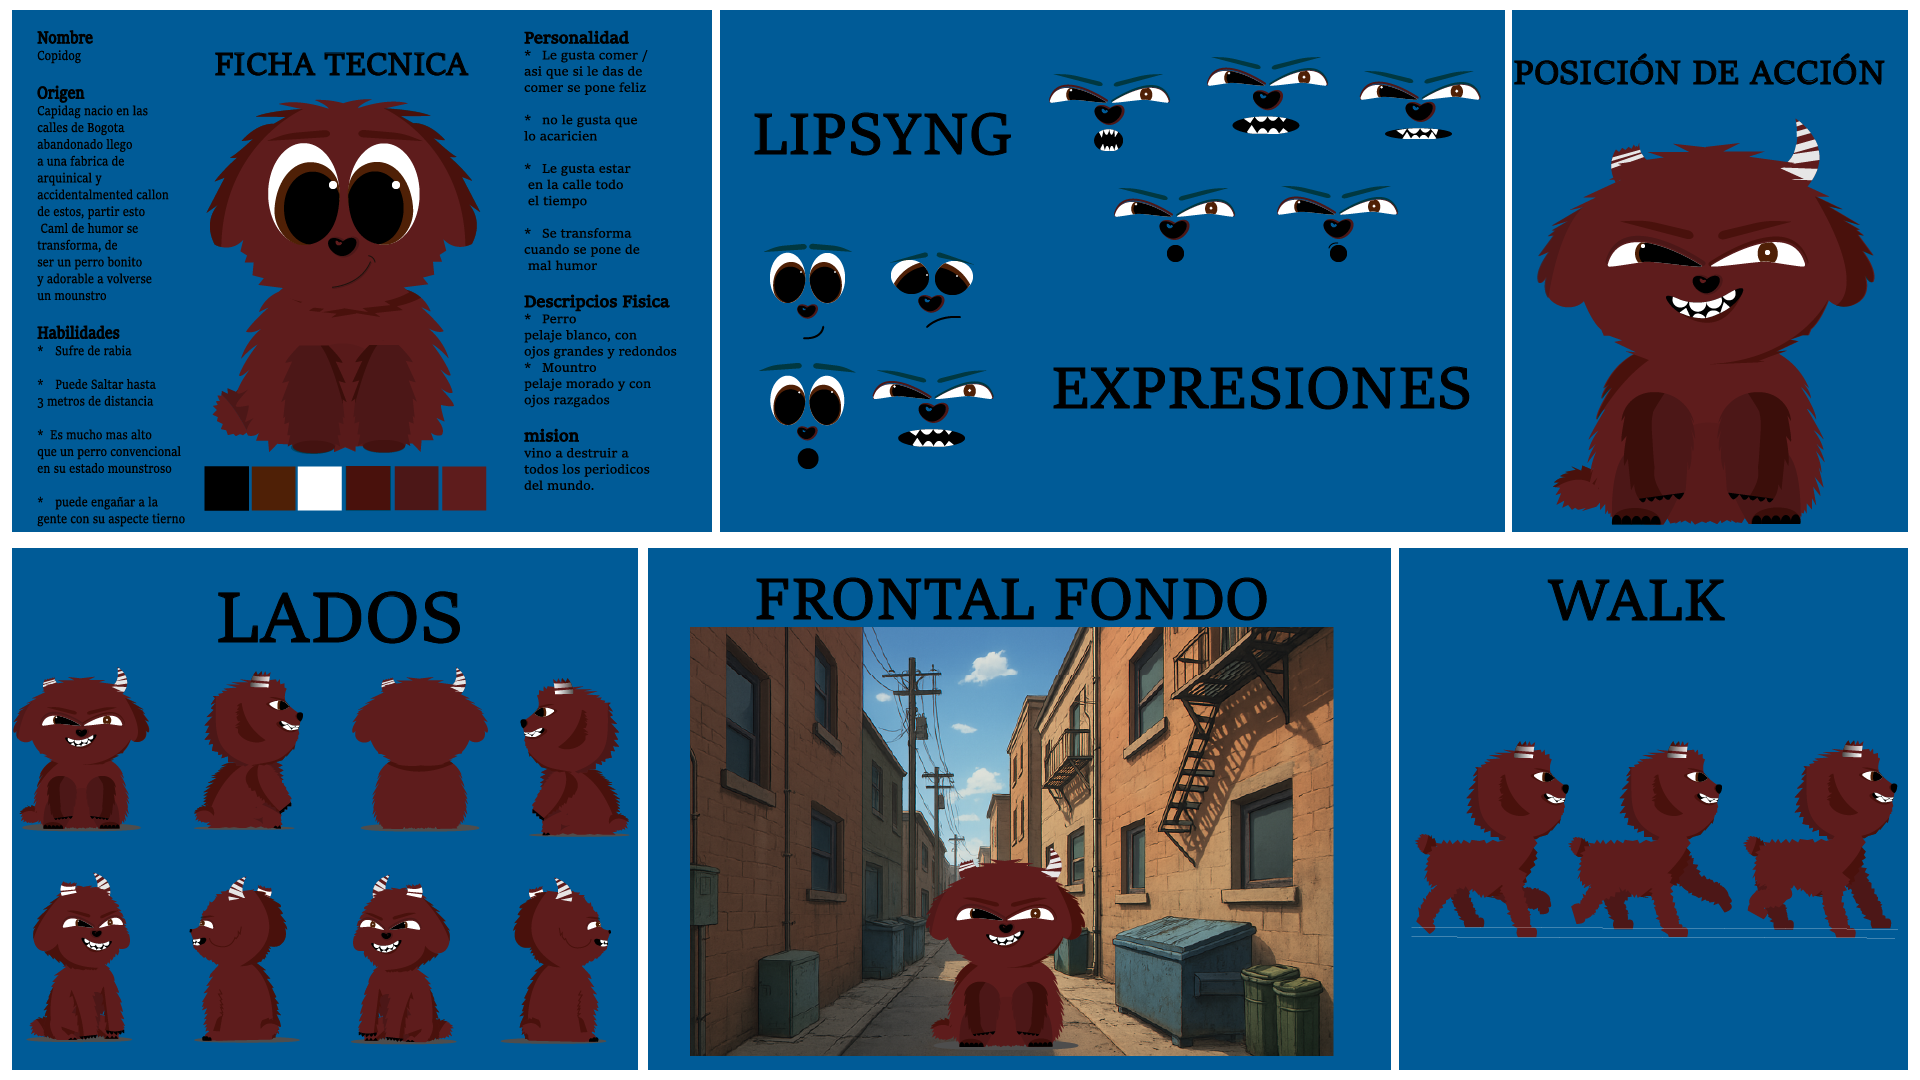 Nombre
Copidog
Origen
Capidag nacio en las
calles de Bogota
abandonado llego
a una fabrica de
arquinical y
accidentalmented callon
de estos, partir esto
Caml de humor se
transforma, de
ser un perro bonito
y adorable a volverse
un mounstro
Habilidades
* Sufre de rabia
* Puede Saltar hasta
3 metros de distancia
* Es mucho mas alto
que un perro convencional
en su estado mounstroso
* puede engañar a la
gente con su aspecte tierno
FICHA TECNICA
Personalidad
* Le gusta comer /
asi que si le das de
comer se pone feliz
* no le gusta que
lo acaricien
* Le gusta estar
en la calle todo
el tiempo
* Se transforma
cuando se pone de
mal humor
Descripcios Fisica
* Perro
pelaje blanco, con
ojos grandes y redondos
* Mountro
pelaje morado y con
ojos razgados
mision
vino a destruir a
todos los periodicos
del mundo.
LIPSYNG
EXPRESIONES
POSICIÓN DE ACCIÓN
LADOS
FRONTAL FONDO
WALK